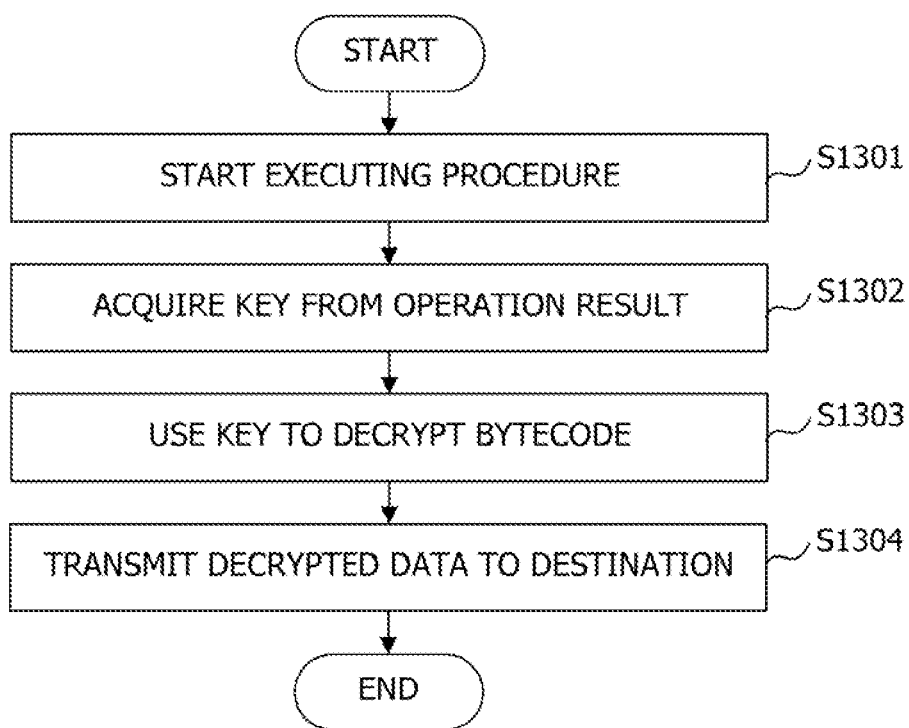 START
START EXECUTING PROCEDURE
S1301
ACQUIRE KEY FROM OPERATION RESULT
S1302
USE KEY TO DECRYPT BYTECODE
S1303
TRANSMIT DECRYPTED DATA TO DESTINATION
S1304
END